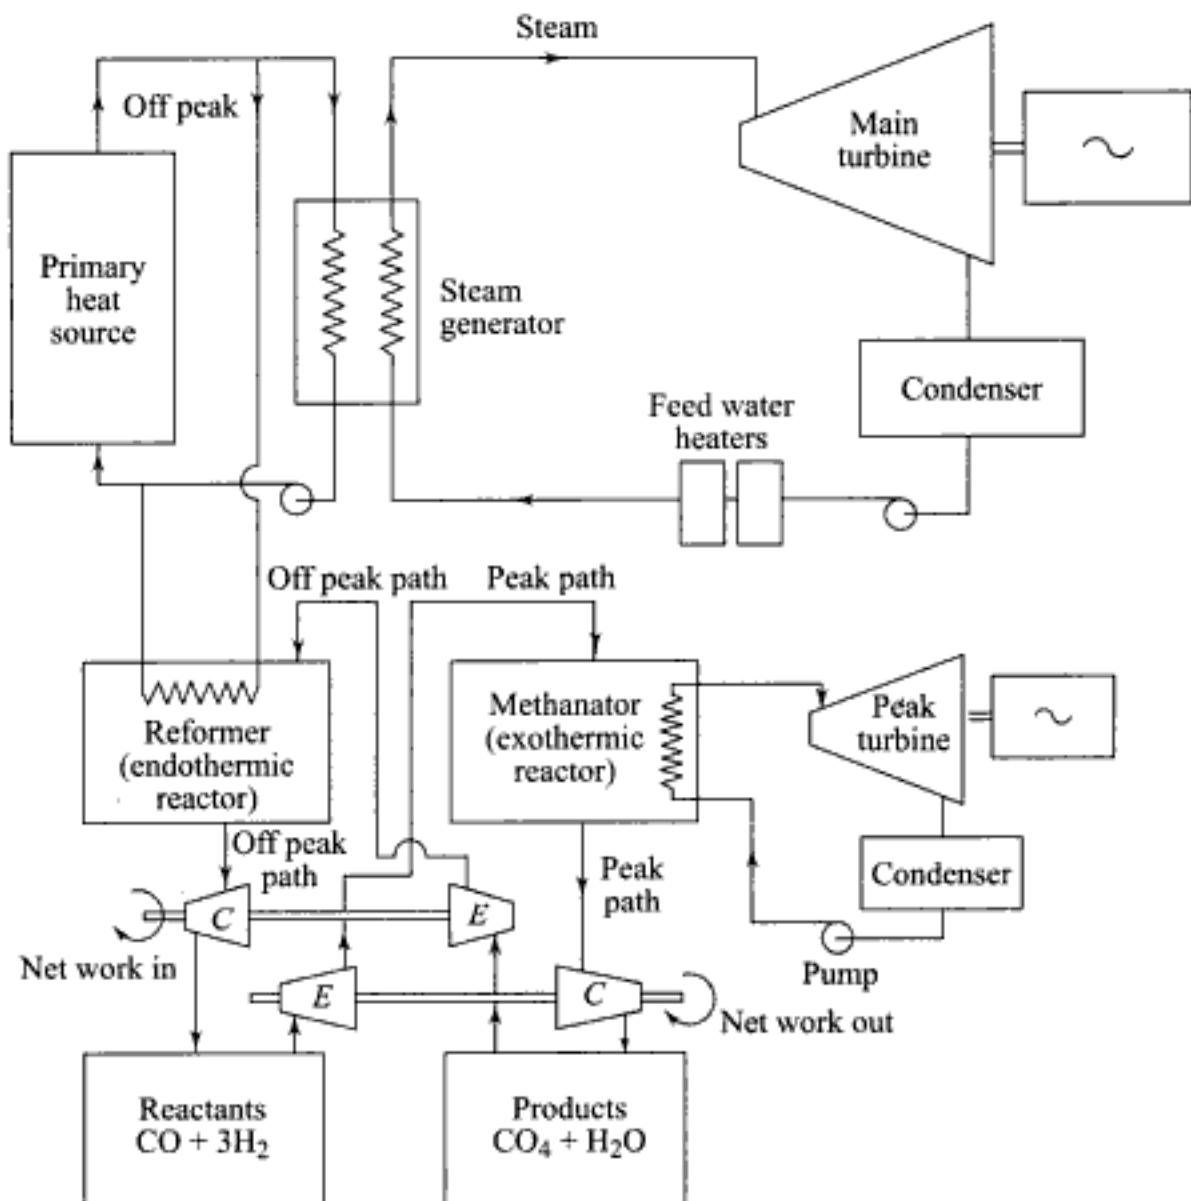 Steam
Off peak
Main
turbine
Primary
heat
source
Steam
generator
Condenser
Feed water
heaters
Off peak path
Peak path
Reformer
(endothermic
reactor)
Methanator
(exothermic
reactor)
Peak
turbine
Off peak
path
Peak
path
Condenser
C
E
Net work in
E
C
Pump
Net work out
Reactants
CO + 3H₂
Products
CO₄ + H₂O